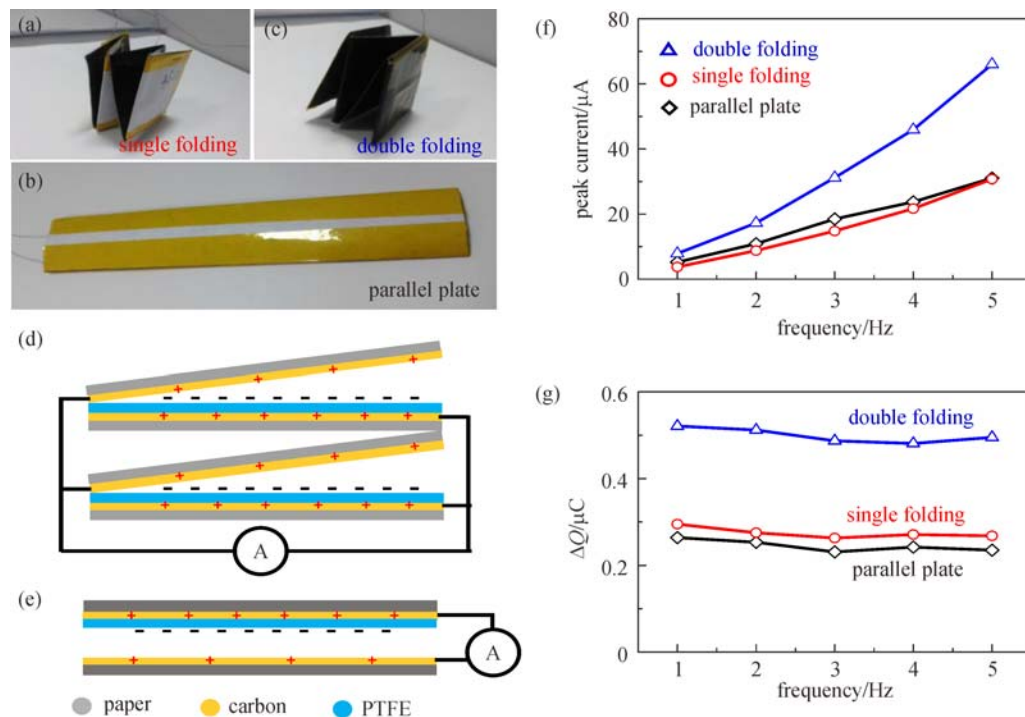 (a)
single folding
(c)
double folding
(b)
parallel plate
(d)
+ + + +
- - - - - - - - - -
+ + + + + +
+ + + +
- - - - - - - - - -
+ + + + + +
A
(e)
+ + + + + +
- - - - - - - - - -
A
+ + + +
paper carbon PTFE
(f)
80
60
40
20
0
peak current/μA
double folding
single folding
parallel plate
1 2 3 4 5
frequency/Hz
(g)
0.6
0.4
0.2
0
ΔQ/μC
double folding
single folding
parallel plate
1 2 3 4 5
frequency/Hz